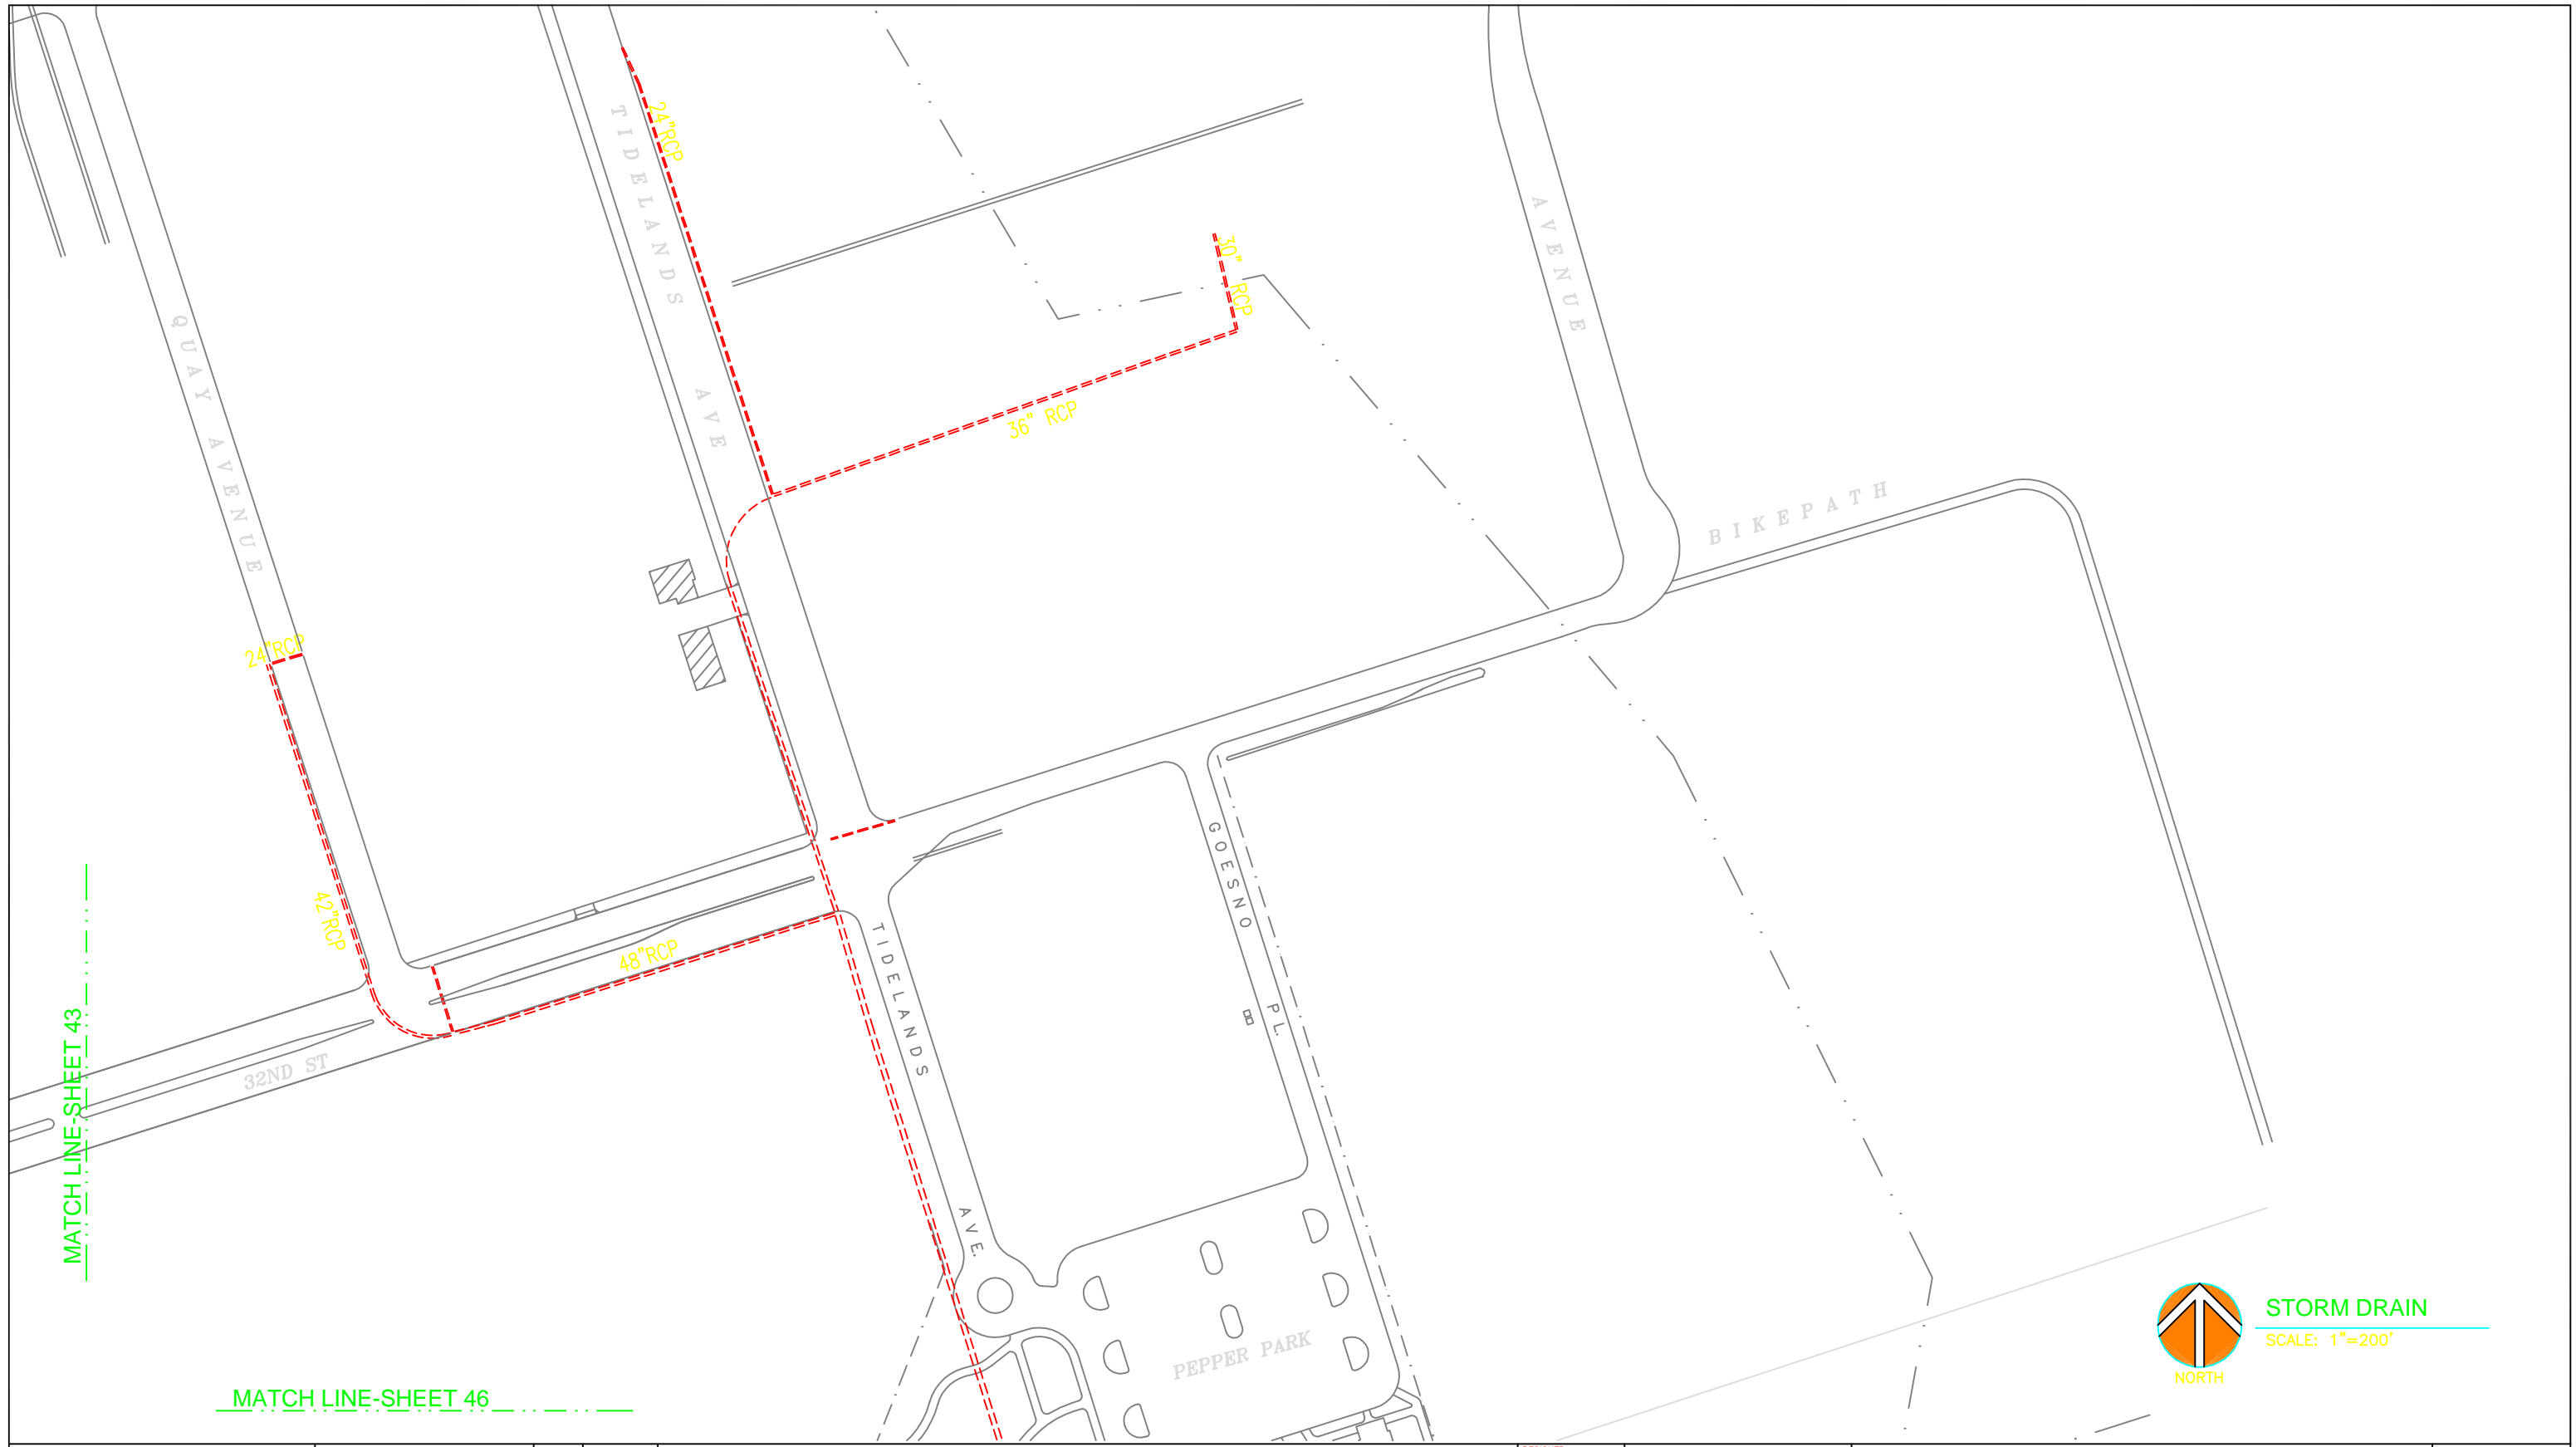 24"RCP
TIDELANDS AVE
30" RCP
AVENUE
QUAY AVENUE
36" RCP
BIKEPATH
24"RCP
42"RCP
48"RCP
GOESNO PL.
TIDELANDS AVE.
32ND ST
MATCH LINE-SHEET 43
PEPPER PARK
MATCH LINE-SHEET 46
STORM DRAIN
SCALE: 1"=200'
NORTH